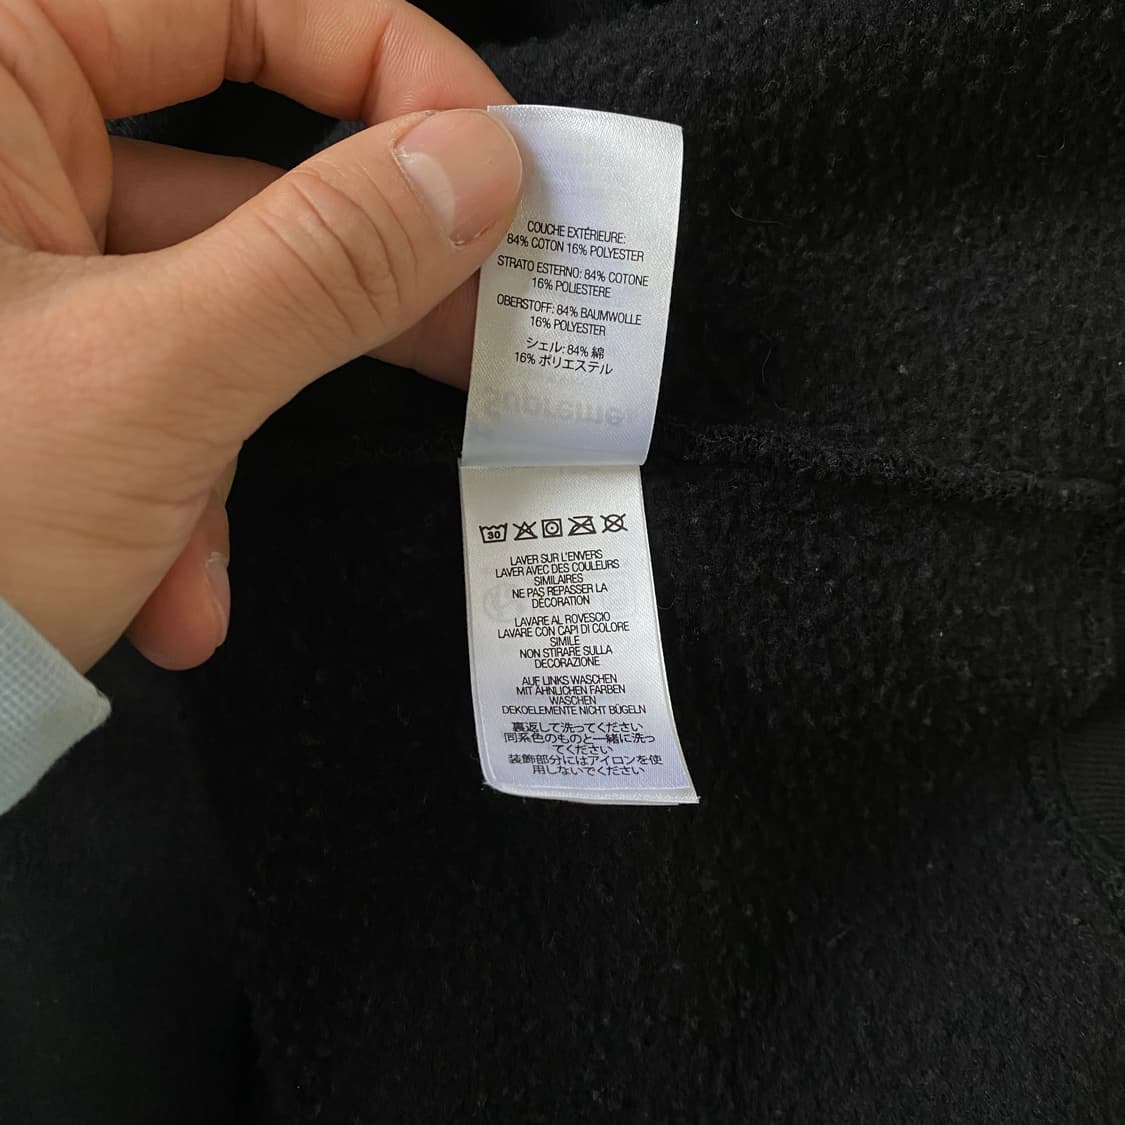 COUCHE EXTÉRIEURE:
84% COTON 16% POLYESTER
STRATO ESTERNO: 84% COTONE
16% POLIESTERE
OBERSTOFF: 84% BAUMWOLLE
16% POLYESTER
シェル: 84% 綿
16% ポリエステル
Supreme
30
LAVER SUR L'ENVERS
LAVER AVEC DES COULEURS
SIMILAIRES
NE PAS REPASSER LA
DÉCORATION
LAVARE AL ROVESCIO
LAVARE CON CAPI DI COLORE
SIMILE
NON STIRARE SULLA
DECORAZIONE
AUF LINKS WASCHEN
MIT ÄHNLICHEN FARBEN
WASCHEN
DEKOELEMENTE NICHT BÜGELN
裏返して洗ってください
同系色のものと一緒に洗っ
てください
装飾部分にはアイロンを使
用しないでください